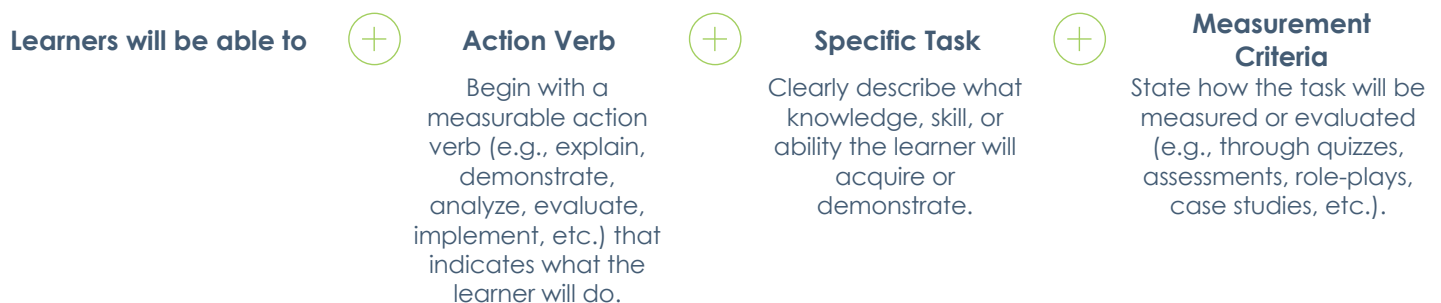 Learners will be able to
Action Verb
Begin with a
measurable action
verb (e.g., explain,
demonstrate,
analyze, evaluate,
implement, etc.) that
indicates what the
learner will do.
Specific Task
Clearly describe what
knowledge, skill, or
ability the learner will
acquire or
demonstrate.
Measurement
Criteria
State how the task will be
measured or evaluated
(e.g., through quizzes,
assessments, role-plays,
case studies, etc.).